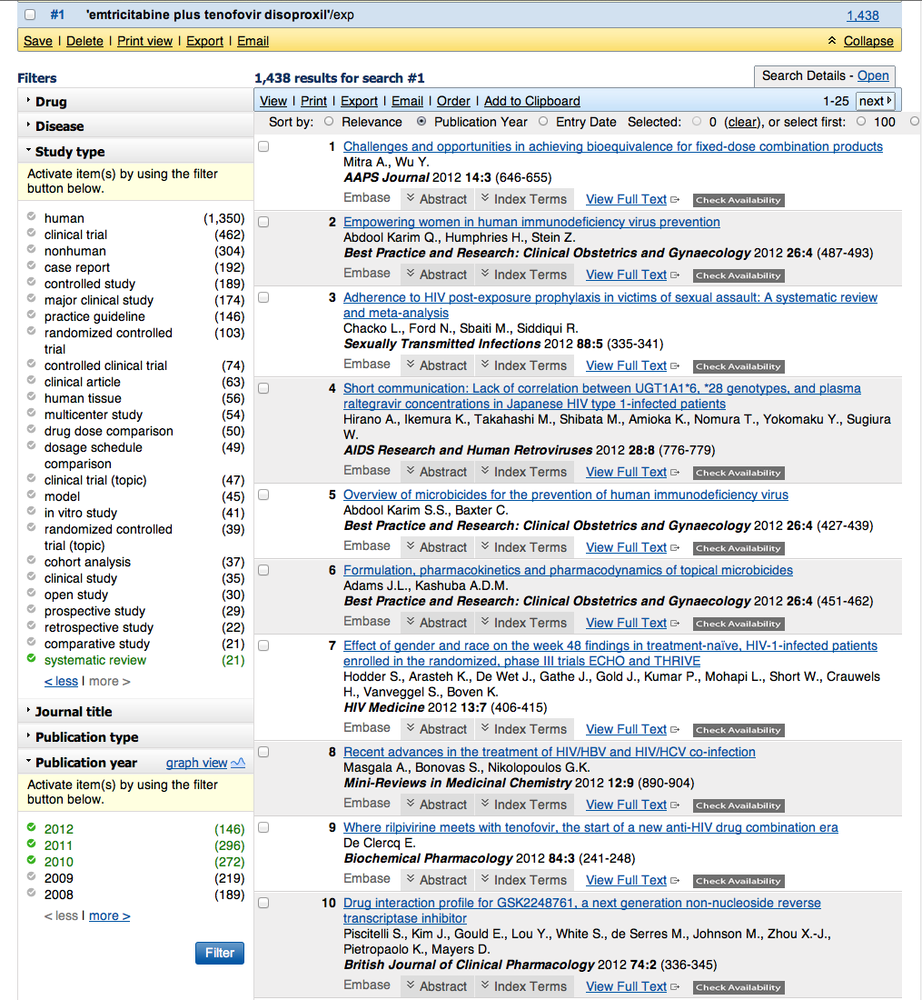 #1 'emtricitabine plus tenofovir disoproxil'/exp 1,438
Save | Delete | Print view | Export | Email Collapse
Filters
Drug
Disease
Study type
Activate item(s) by using the filter
button below.
human (1,350)
clinical trial (462)
nonhuman (304)
case report (192)
controlled study (189)
major clinical study (174)
practice guideline (146)
randomized controlled (103)
trial
controlled clinical trial (74)
clinical article (63)
human tissue (56)
multicenter study (54)
drug dose comparison (50)
dosage schedule (49)
comparison
clinical trial (topic) (47)
model (45)
in vitro study (41)
randomized controlled (39)
trial (topic)
cohort analysis (37)
clinical study (35)
open study (30)
prospective study (29)
retrospective study (22)
comparative study (21)
systematic review (21)
< less | more >
Journal title
Publication type
Publication year graph view
Activate item(s) by using the filter
button below.
2012 (146)
2011 (296)
2010 (272)
2009 (219)
2008 (189)
< less | more >
Filter
1,438 results for search #1 Search Details - Open
View | Print | Export | Email | Order | Add to Clipboard 1-25 next
Sort by: Relevance Publication Year Entry Date Selected: 0 (clear), or select first: 100
1 Challenges and opportunities in achieving bioequivalence for fixed-dose combination products
Mitra A., Wu Y.
AAPS Journal 2012 14:3 (646-655)
Embase Abstract Index Terms View Full Text Check Availability
2 Empowering women in human immunodeficiency virus prevention
Abdool Karim Q., Humphries H., Stein Z.
Best Practice and Research: Clinical Obstetrics and Gynaecology 2012 26:4 (487-493)
Embase Abstract Index Terms View Full Text Check Availability
3 Adherence to HIV post-exposure prophylaxis in victims of sexual assault: A systematic review
and meta-analysis
Chacko L., Ford N., Sbaiti M., Siddiqui R.
Sexually Transmitted Infections 2012 88:5 (335-341)
Embase Abstract Index Terms View Full Text Check Availability
4 Short communication: Lack of correlation between UGT1A1*6, *28 genotypes, and plasma
raltegravir concentrations in Japanese HIV type 1-infected patients
Hirano A., Ikemura K., Takahashi M., Shibata M., Amioka K., Nomura T., Yokomaku Y., Sugiura
W.
AIDS Research and Human Retroviruses 2012 28:8 (776-779)
Embase Abstract Index Terms View Full Text Check Availability
5 Overview of microbicides for the prevention of human immunodeficiency virus
Abdool Karim S.S., Baxter C.
Best Practice and Research: Clinical Obstetrics and Gynaecology 2012 26:4 (427-439)
Embase Abstract Index Terms View Full Text Check Availability
6 Formulation, pharmacokinetics and pharmacodynamics of topical microbicides
Adams J.L., Kashuba A.D.M.
Best Practice and Research: Clinical Obstetrics and Gynaecology 2012 26:4 (451-462)
Embase Abstract Index Terms View Full Text Check Availability
7 Effect of gender and race on the week 48 findings in treatment-naïve, HIV-1-infected patients
enrolled in the randomized, phase III trials ECHO and THRIVE
Hodder S., Arasteh K., De Wet J., Gathe J., Gold J., Kumar P., Mohapi L., Short W., Crauwels
H., Vanveggel S., Boven K.
HIV Medicine 2012 13:7 (406-415)
Embase Abstract Index Terms View Full Text Check Availability
8 Recent advances in the treatment of HIV/HBV and HIV/HCV co-infection
Masgala A., Bonovas S., Nikolopoulos G.K.
Mini-Reviews in Medicinal Chemistry 2012 12:9 (890-904)
Embase Abstract Index Terms View Full Text Check Availability
9 Where rilpivirine meets with tenofovir, the start of a new anti-HIV drug combination era
De Clercq E.
Biochemical Pharmacology 2012 84:3 (241-248)
Embase Abstract Index Terms View Full Text Check Availability
10 Drug interaction profile for GSK2248761, a next generation non-nucleoside reverse
transcriptase inhibitor
Piscitelli S., Kim J., Gould E., Lou Y., White S., de Serres M., Johnson M., Zhou X.-J.,
Pietropaolo K., Mayers D.
British Journal of Clinical Pharmacology 2012 74:2 (336-345)
Embase Abstract Index Terms View Full Text Check Availability